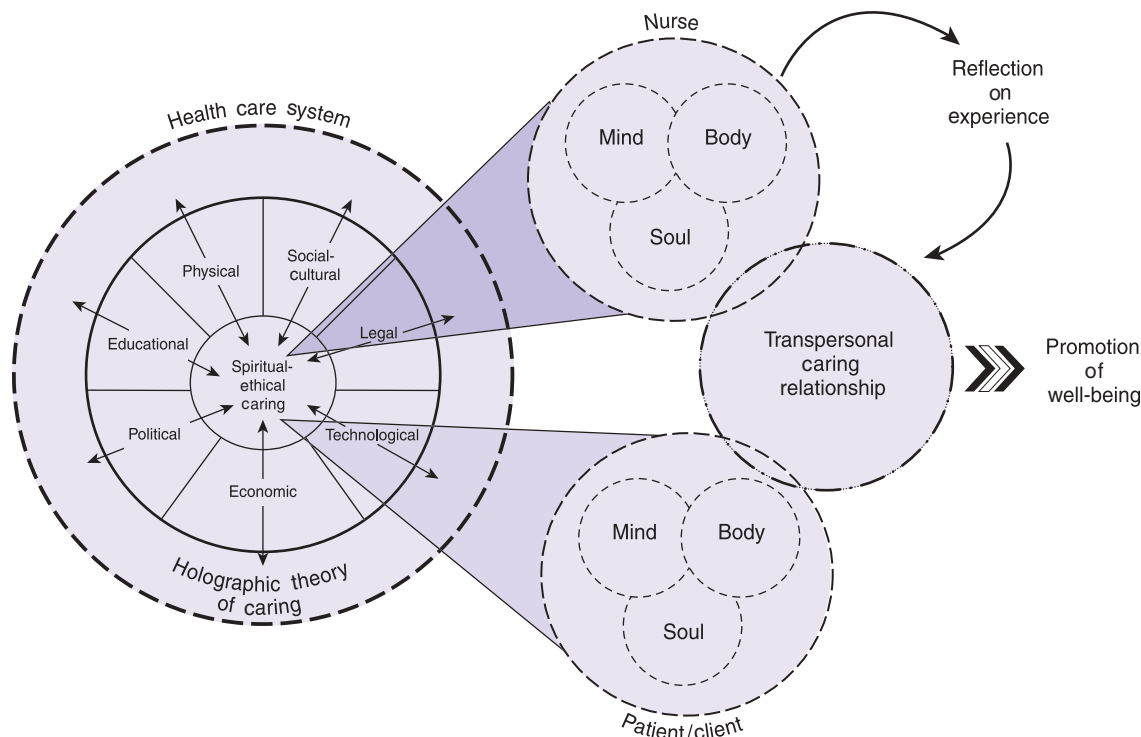 Health care system
Physical
Social-
cultural
Educational
Legal
Spiritual-
ethical
caring
Political
Technological
Economic
Holographic theory
of caring
Nurse
Mind
Body
Soul
Reflection
on
experience
Transpersonal
caring
relationship
Promotion
of
well-being
Mind
Body
Soul
Patient/client